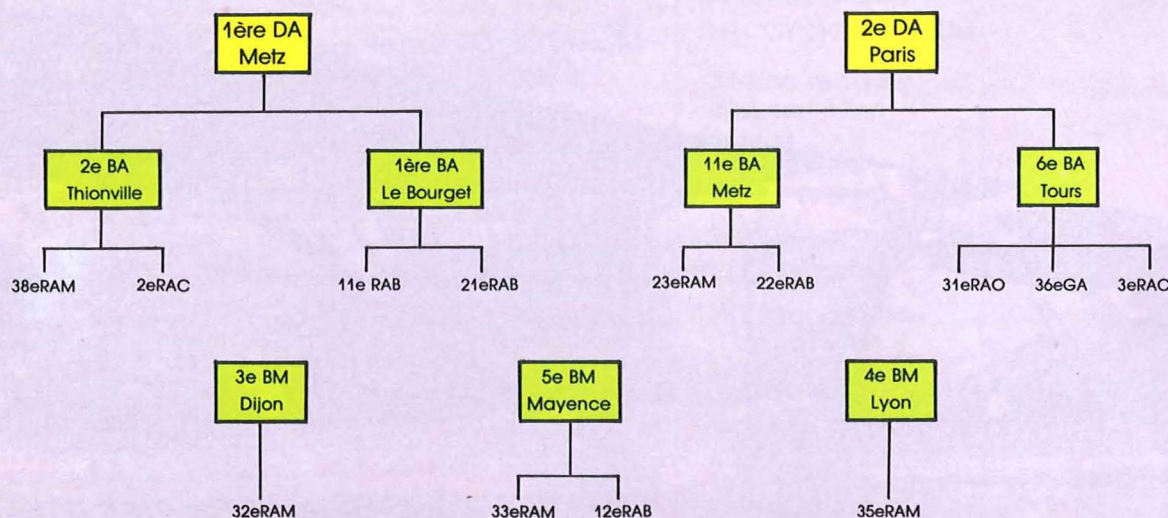 1ère DA
Metz
2e DA
Paris
2e BA
Thionville
1ère BA
Le Bourget
11e BA
Metz
6e BA
Tours
38eRAM
2eRAC
11e RAB
21eRAB
23eRAM
22eRAB
31eRAO
36eGA
3eRAC
3e BM
Dijon
5e BM
Mayence
4e BM
Lyon
32eRAM
33eRAM
12eRAB
35eRAM